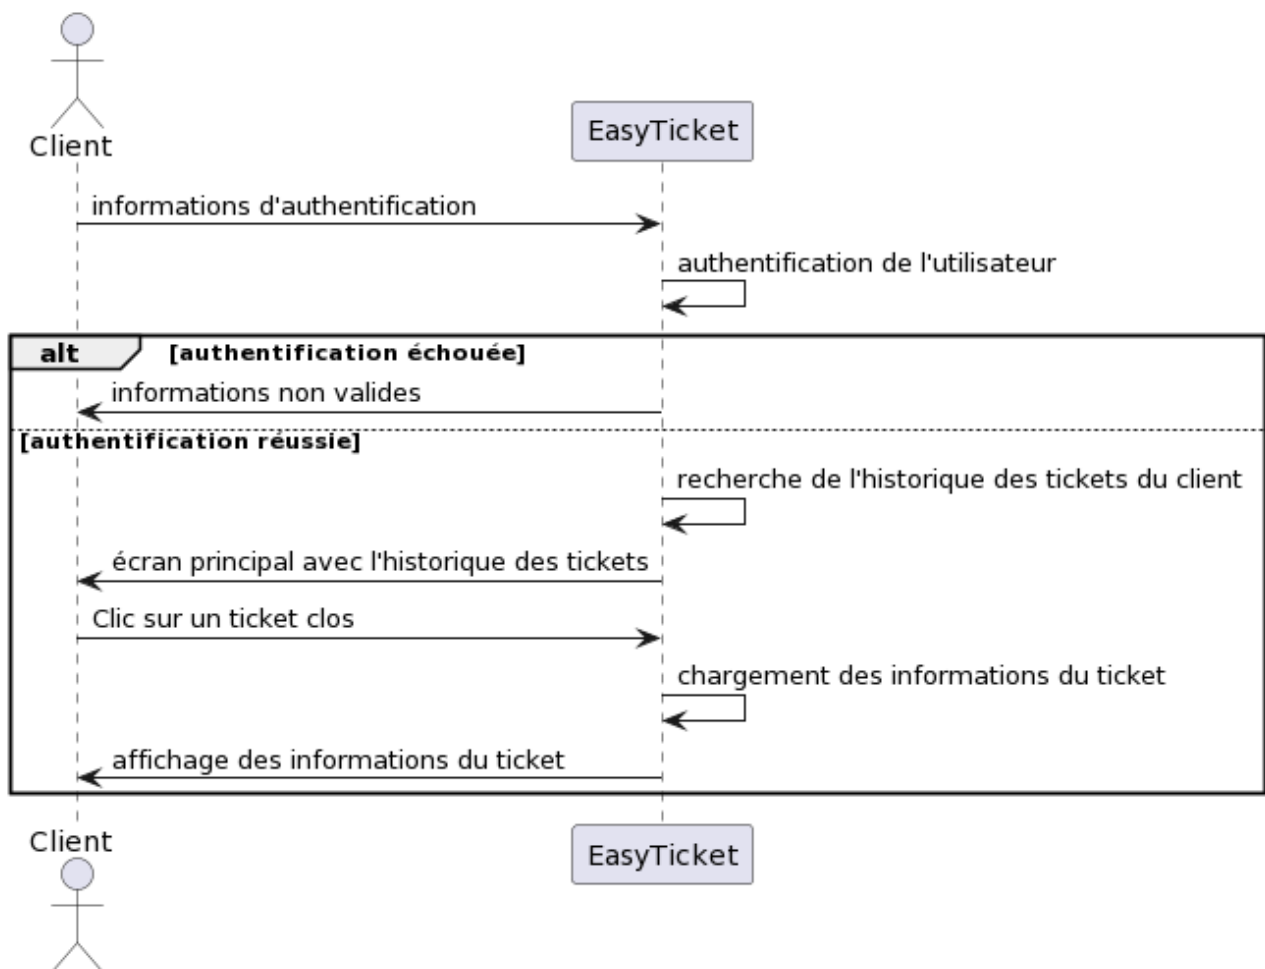 Client
EasyTicket
informations d'authentification
authentification de l'utilisateur
alt [authentification échouée]
informations non valides
[authentification réussie]
recherche de l'historique des tickets du client
écran principal avec l'historique des tickets
Clic sur un ticket clos
chargement des informations du ticket
affichage des informations du ticket
Client
EasyTicket